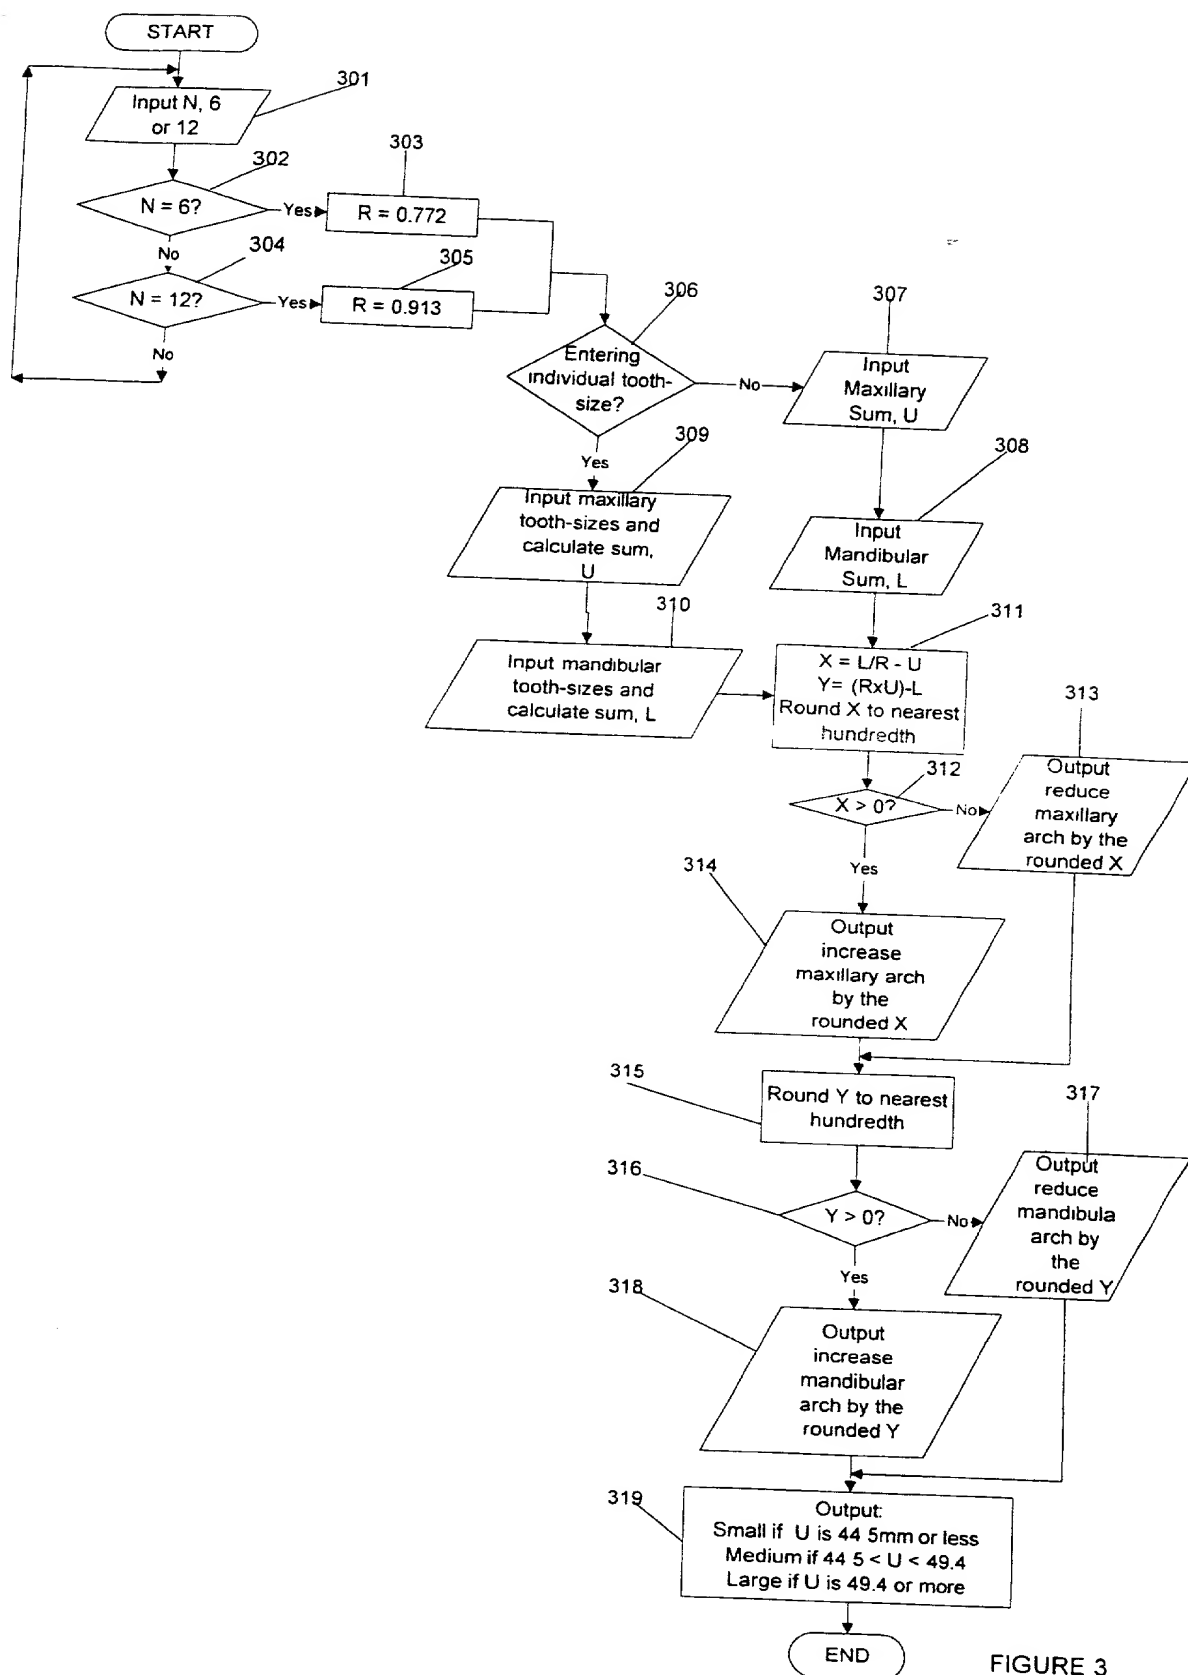 START
301
Input N, 6
or 12
302
303
N = 6?
Yes
R = 0.772
No
304
305
N = 12?
Yes
R = 0.913
No
306
307
Entering
individual tooth-
size?
No
Input
Maxillary
Sum, U
Yes
309
308
Input maxillary
tooth-sizes and
calculate sum,
U
Input
Mandibular
Sum, L
310
311
Input mandibular
tooth-sizes and
calculate sum, L
X = L/R - U
Y= (RxU)-L
Round X to nearest
hundredth
313
312
X > 0?
No
Output
reduce
maxillary
arch by the
rounded X
Yes
314
Output
increase
maxillary arch
by the
rounded X
315
Round Y to nearest
hundredth
317
316
Y > 0?
No
Output
reduce
mandibula
arch by
the
rounded Y
Yes
318
Output
increase
mandibular
arch by the
rounded Y
319
Output:
Small if U is 44 5mm or less
Medium if 44 5 < U < 49.4
Large if U is 49.4 or more
END
FIGURE 3